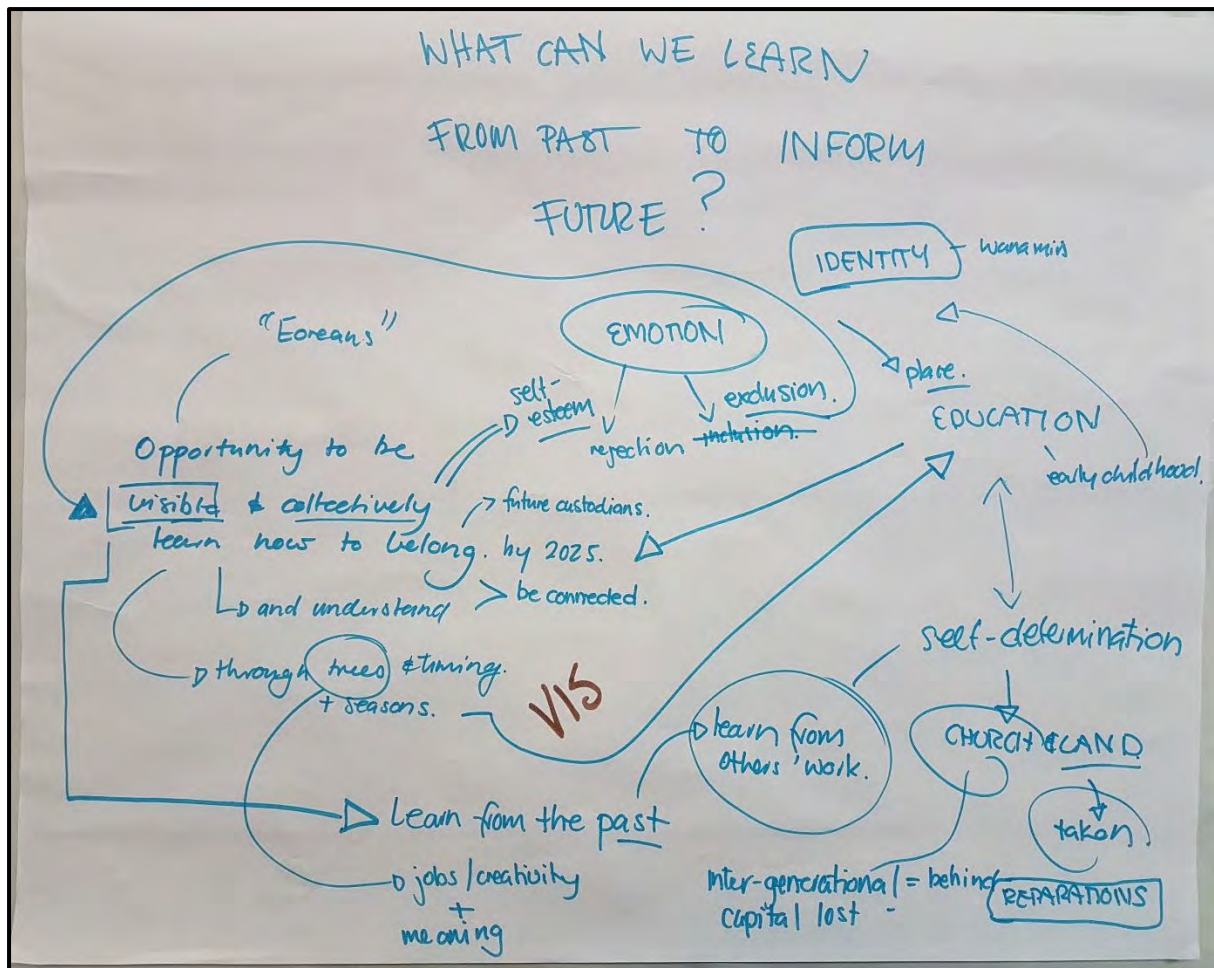 WHAT CAN WE LEARN
FROM PAST TO INFORM
FUTURE ?
IDENTITY
"Eoreans"
EMOTION
place.
self-
esteem
exclusion.
rejection inclusion.
EDUCATION
early childhood.
Opportunity to be
visible & collectively
learn how to belong. by 2025.
future custodians.
be connected.
and understand
through trees & timing.
+ seasons.
VIS
self-determination
learn from
others' work.
CHURCH & LAND
taken
REPARATIONS
Learn from the past
jobs / creativity
+
meaning
Inter-generational = behind
capital lost